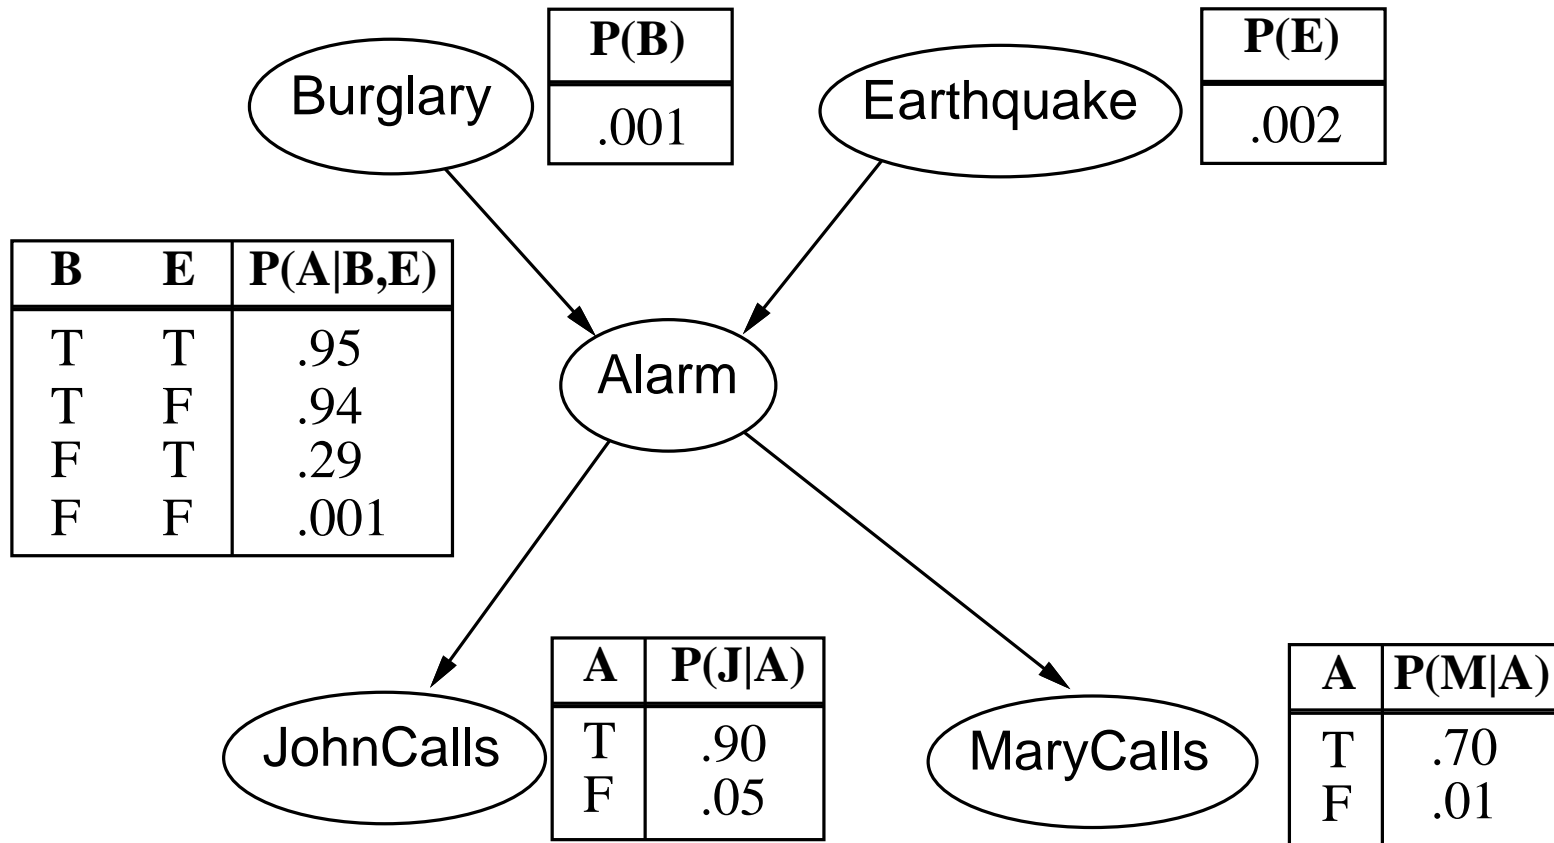 Burglary
P(B)
.001
Earthquake
P(E)
.002
B E P(A|B,E)
T T .95
T F .94
F T .29
F F .001
Alarm
JohnCalls
A P(J|A)
T .90
F .05
MaryCalls
A P(M|A)
T .70
F .01